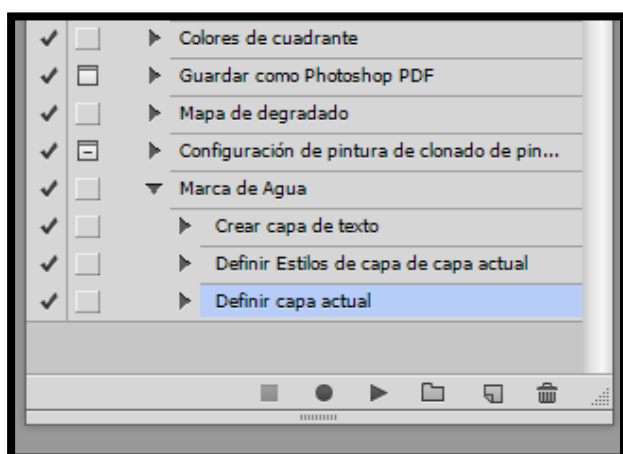 Colores de cuadrante
Guardar como Photoshop PDF
Mapa de degradado
Configuración de pintura de clonado de pin...
Marca de Agua
Crear capa de texto
Definir Estilos de capa de capa actual
Definir capa actual